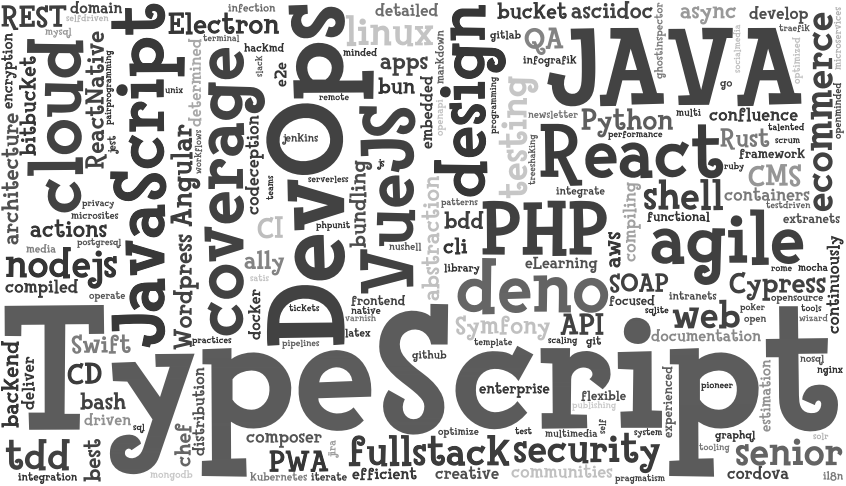 REST
domain
selfdriven
mysql
infection
Electron
terminal
hacKmd
slack
e2e
detailed
linux
minded
apps
bun
markdown
openapi
embedded
gitlab
bucket
asciidoc
QA
infografik
design
programming
JAVA
async
develop
traefik
ghostinspector
socialmedia
go
optimized
microservices
openminded
ecommerce
encryption
bitbucket
architecture
cloud
ReactNative
pairprogramming
jest
JavaScript
unix
determined
workflows
coverage
codeception
teams
DevOps
remote
jenKins
serverless
phpunit
VueJS
js
bundling
nushell
abstraction
testing
treeshaking
newsletter
Python
performance
multi
confluence
talented
Rust
scrum
ruby
framework
CMS
containers
testdriven
extranets
React
integrate
shell
functional
compiling
patterns
bdd
cli
library
PHP
eLearning
agile
aws
rome
mocha
continuously
privacy
microsites
actions
media
postgresql
nodejs
compiled
operate
Wordpress
Angular
CI
ally
satis
docker
practices
tickets
pipelines
frontend
native
varnish
latex
deno
Symfony
API
template
scaling
git
SOAP
focused
sqlite
intranets
Cypress
opensource
poker
open
tools
wizard
web
documentation
nosql
nginx
TypeScript
Swift
backend
deliver
CD
bash
driven
sql
github
enterprise
flexible
publishing
pioneer
experienced
estimation
tdd
integration
best
mongodb
chef
distribution
composer
PWA
Kubernetes
iterate
jira
fullstack
efficient
optimize
test
creative
multimedia
self
system
security
communities
pragmatism
tooling
graphql
senior
cordova
solr
i18n